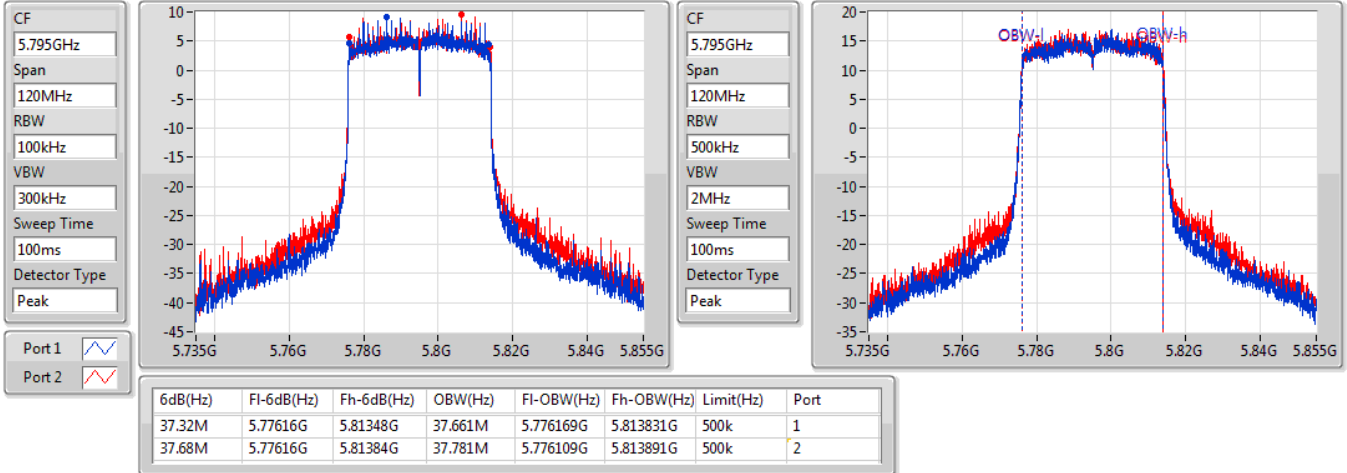 CF
5.795GHz
Span
120MHz
RBW
100kHz
VBW
300kHz
Sweep Time
100ms
Detector Type
Peak
10
5
0
-5
-10
-15
-20
-25
-30
-35
-40
-45
5.735G 5.76G 5.78G 5.8G 5.82G 5.84G 5.855G
CF
5.795GHz
Span
120MHz
RBW
500kHz
VBW
2MHz
Sweep Time
100ms
Detector Type
Peak
20
15
10
5
0
-5
-10
-15
-20
-25
-30
-35
OBW-l OBW-h
5.735G 5.76G 5.78G 5.8G 5.82G 5.84G 5.855G
Port 1
Port 2
6dB(Hz) Fl-6dB(Hz) Fh-6dB(Hz) OBW(Hz) Fl-OBW(Hz) Fh-OBW(Hz) Limit(Hz) Port
37.32M 5.77616G 5.81348G 37.661M 5.776169G 5.813831G 500k 1
37.68M 5.77616G 5.81384G 37.781M 5.776109G 5.813891G 500k 2